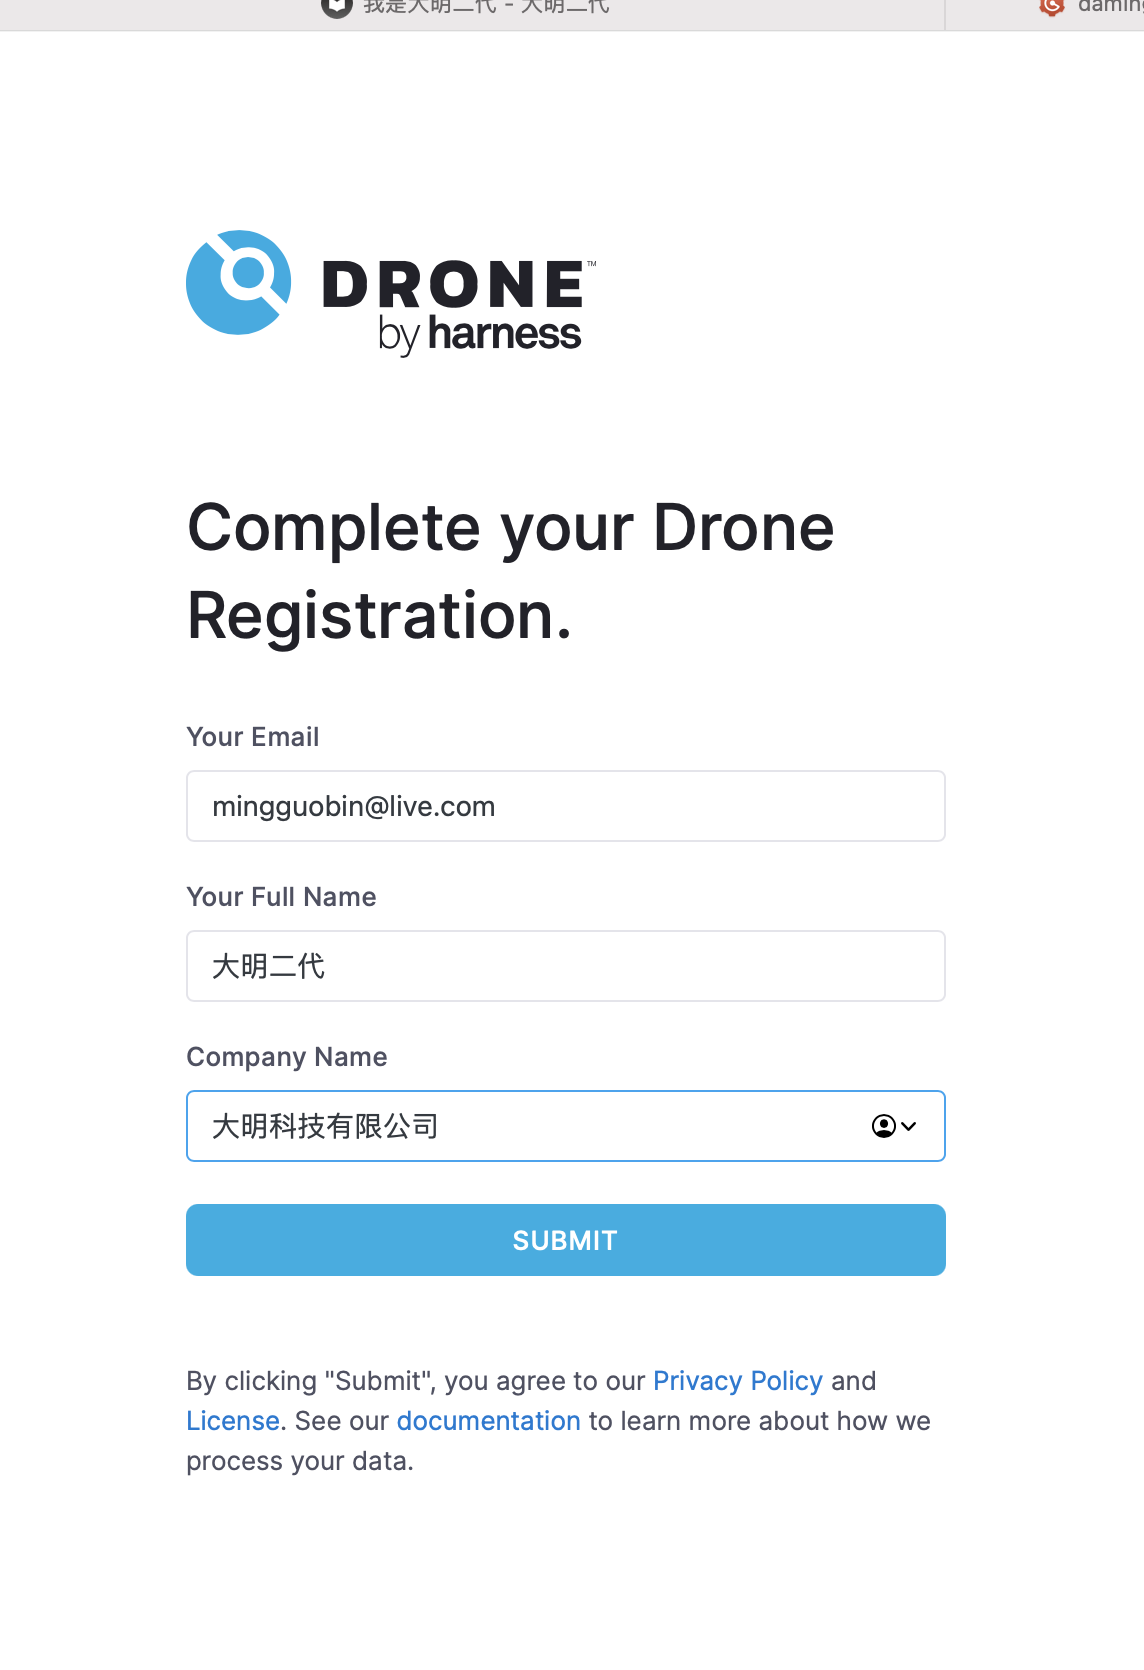 我是大明二代 - 大明二代
DRONE™
by harness
Complete your Drone
Registration.
Your Email
mingguobin@live.com
Your Full Name
大明二代
Company Name
大明科技有限公司
SUBMIT
By clicking "Submit", you agree to our Privacy Policy and
License. See our documentation to learn more about how we
process your data.